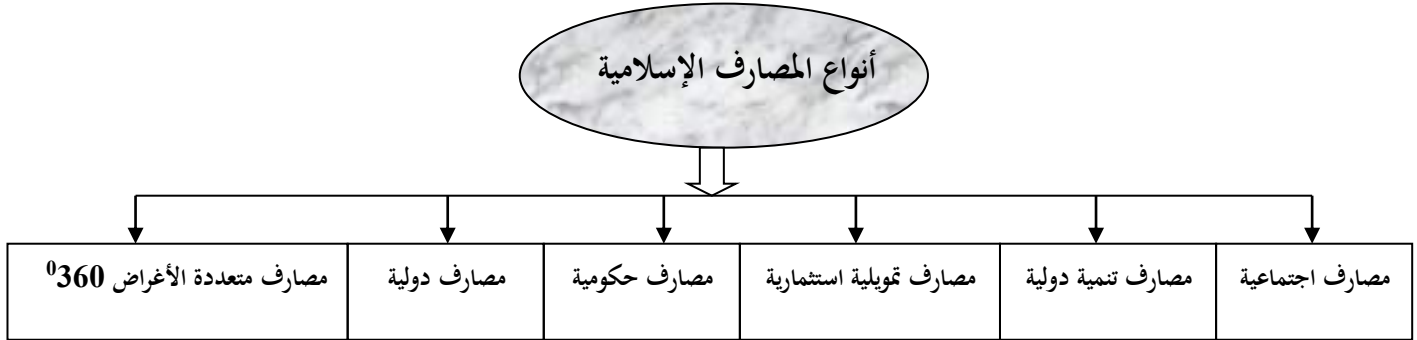 أنواع المصارف الإسلامية
مصارف اجتماعية
مصارف تنمية دولية
مصارف تمويلية استثمارية
مصارف حكومية
مصارف دولية
مصارف متعددة الأغراض 360⁰